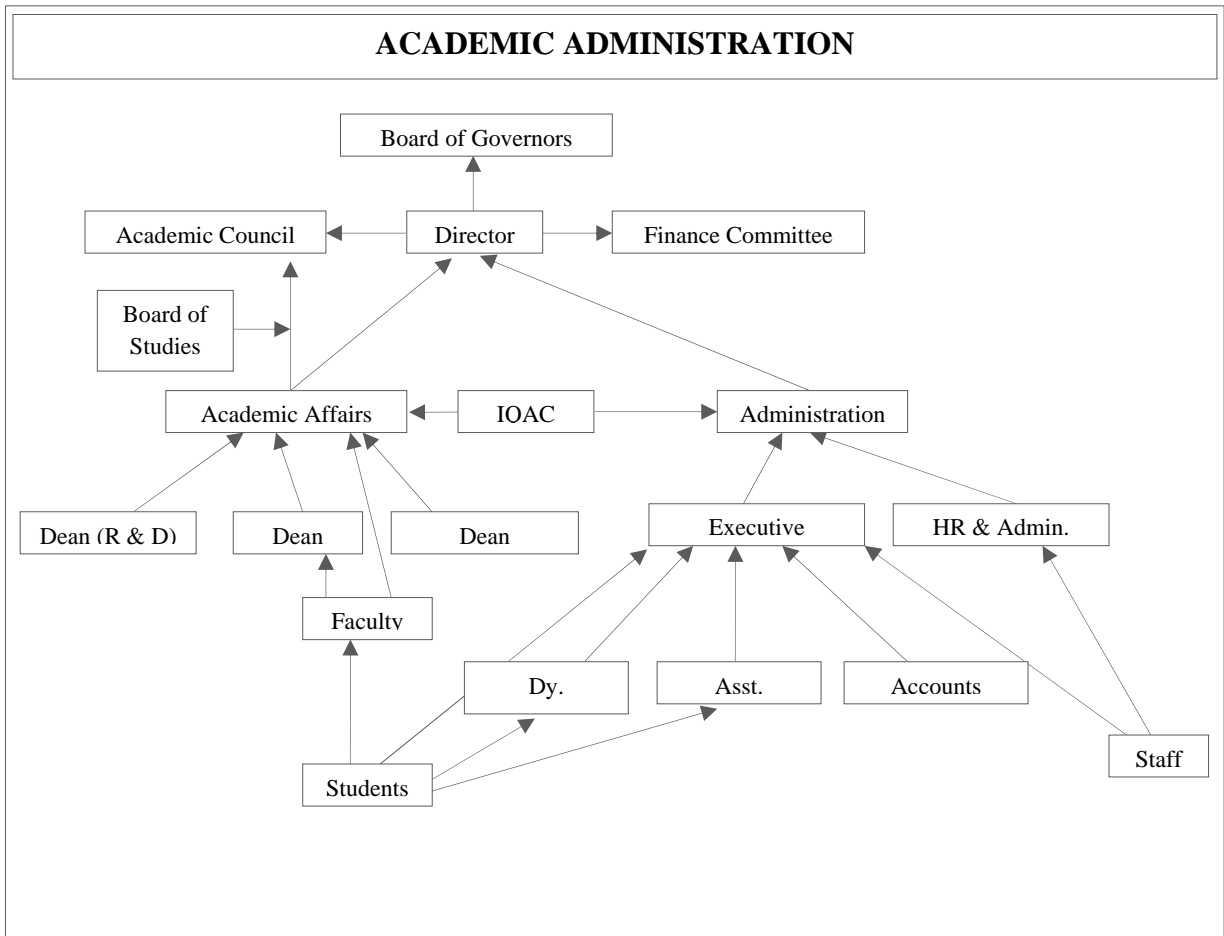 ACADEMIC ADMINISTRATION
Board of Governors
Academic Council
Director
Finance Committee
Board of
Studies
Academic Affairs
IQAC
Administration
Dean (R & D)
Dean
Dean
Executive
HR & Admin.
Faculty
Dy.
Asst.
Accounts
Staff
Students